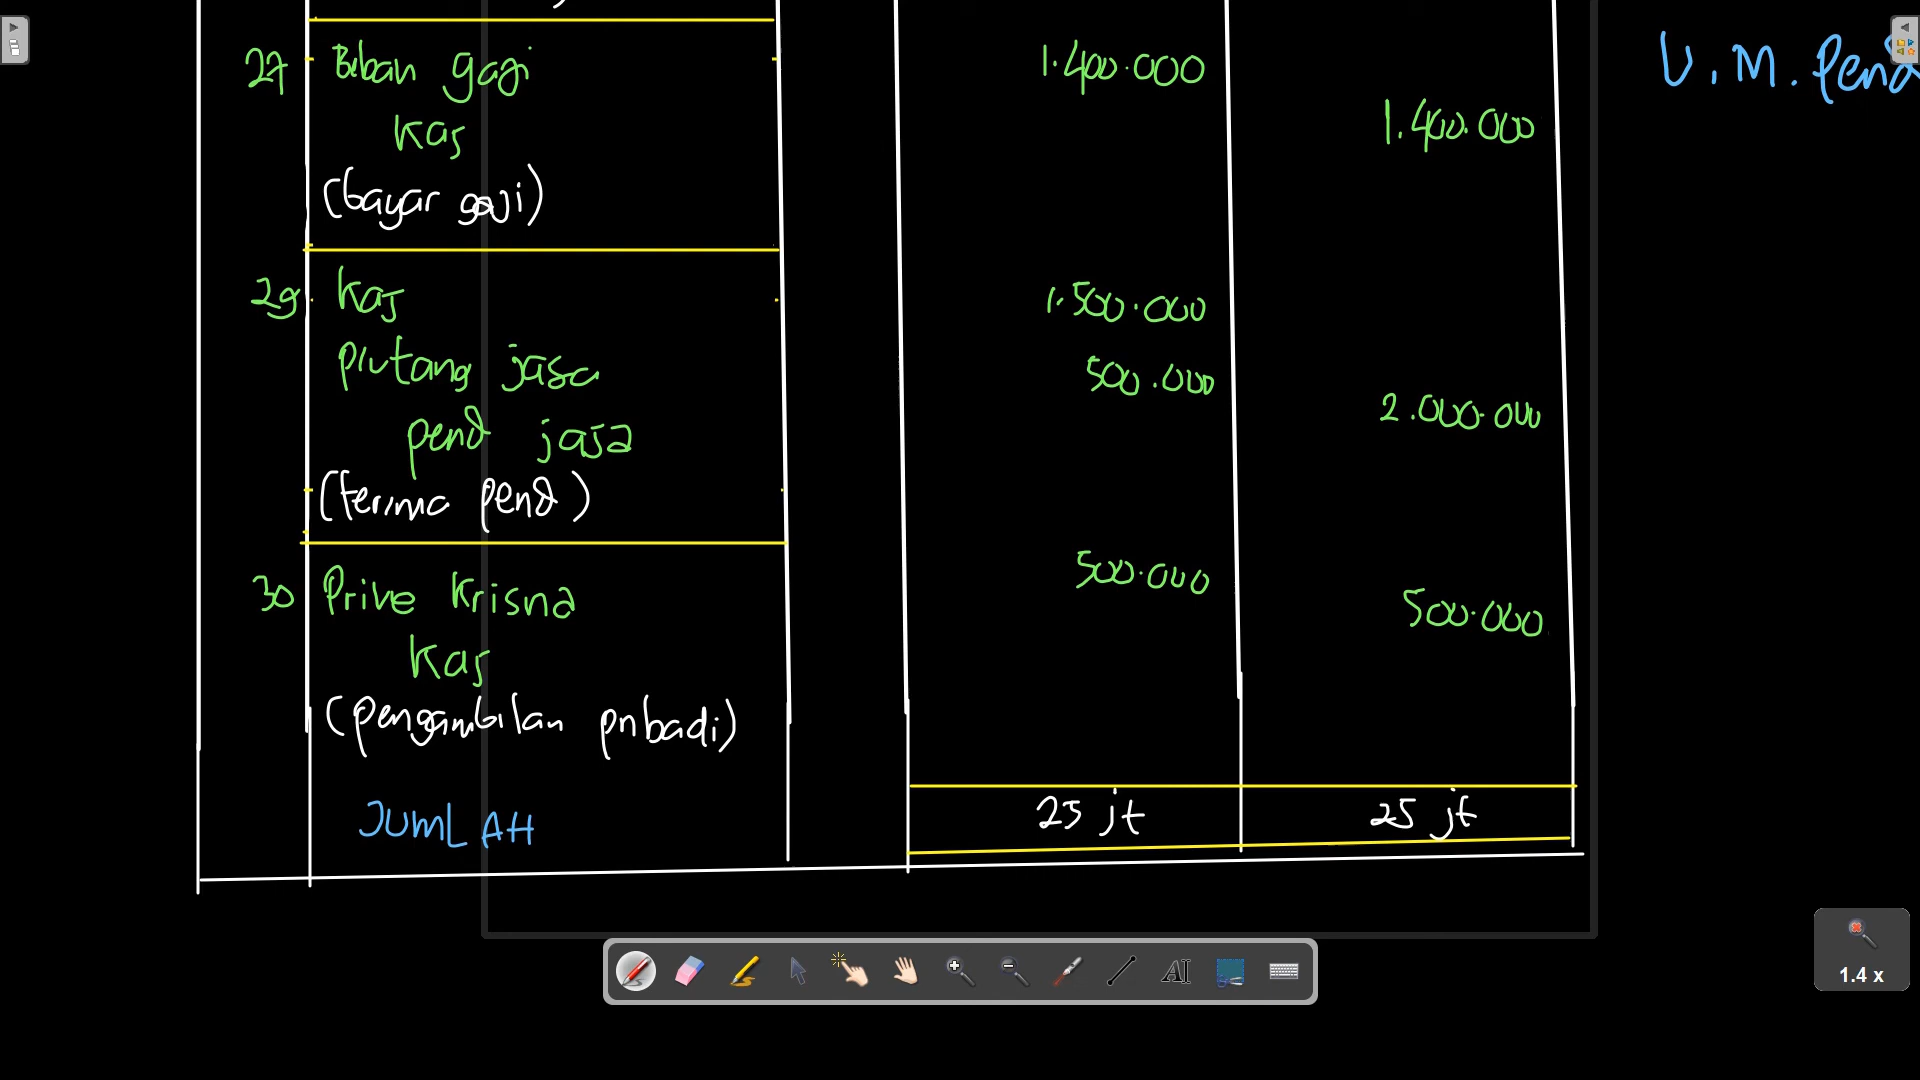 27 Beban gaji 1.400.000
Kas 1.400.000
(bayar gaji)
29 Kas 1.500.000
piutang jasa 500.000
pend jasa 2.000.000
(terima pend)
30 Prive Krisna 500.000
Kas 500.000
(pengambilan pribadi)
JUMLAH 25 jt 25 jt
U.M. Pend
1.4 x